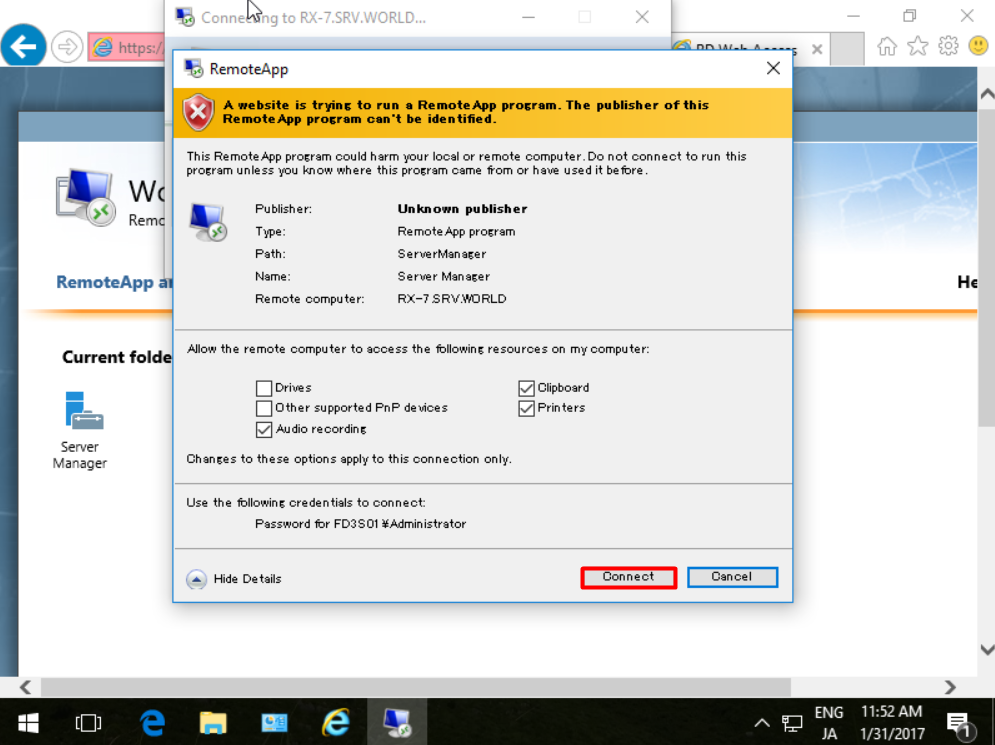 Connecting to RX-7.SRV.WORLD...
https:/
RD Web Access
RemoteApp
A website is trying to run a RemoteApp program. The publisher of this
RemoteApp program can't be identified.
This RemoteApp program could harm your local or remote computer. Do not connect to run this
program unless you know where this program came from or have used it before.
Wo
Remo
Publisher: Unknown publisher
Type: RemoteApp program
Path: ServerManager
Name: Server Manager
Remote computer: RX-7.SRV.WORLD
RemoteApp a
He
Allow the remote computer to access the following resources on my computer:
Current folde
Drives
Clipboard
Other supported PnP devices
Printers
Audio recording
Server
Manager
Changes to these options apply to this connection only.
Use the following credentials to connect:
Password for FD3S01¥Administrator
Hide Details
Connect
Cancel
ENG
11:52 AM
JA
1/31/2017
1